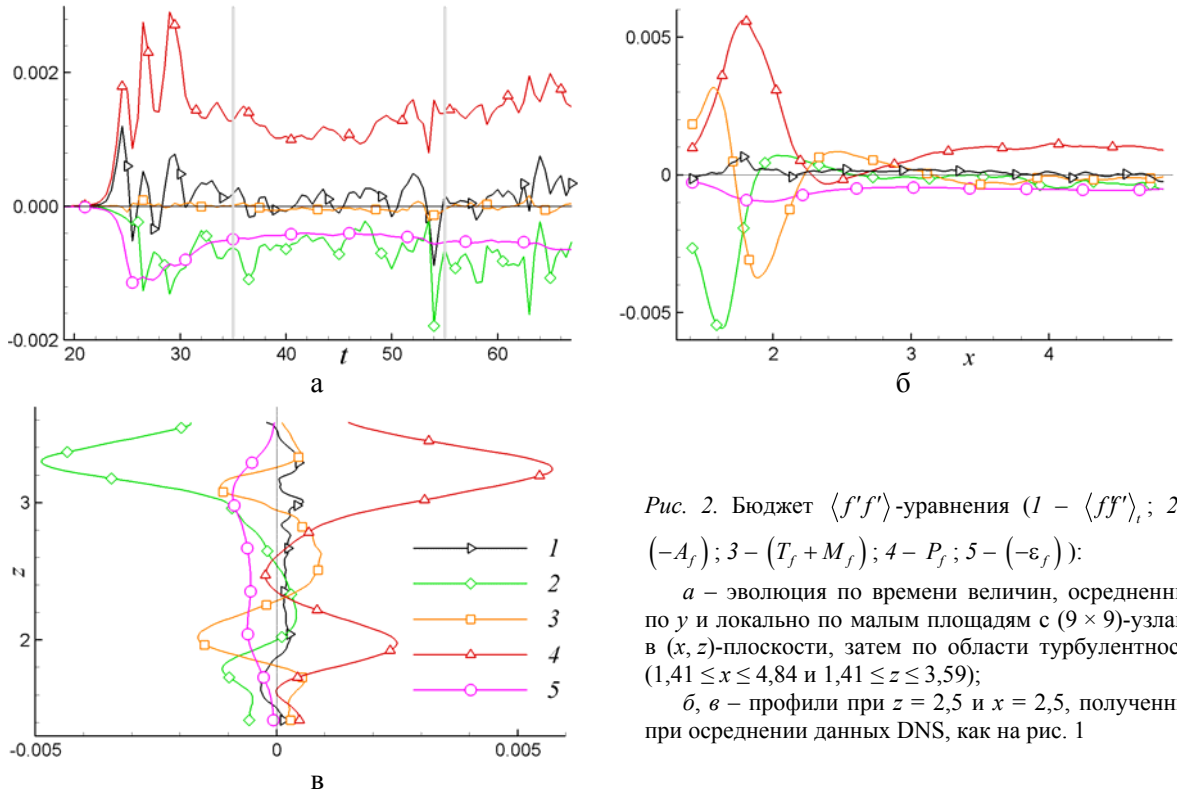 0.002
0.000
-0.002
20 30 40 50 60
t
а
0.005
0
-0.005
2 3 4
x
б
3
z
2
-0.005 0 0.005
1
2
3
4
5
в
Рис. 2. Бюджет ⟨f′f′⟩-уравнения (1 – ⟨f′f′⟩t; 2
(−Af); 3 – (Tf + Mf); 4 – Pf; 5 – (−εf)):
а – эволюция по времени величин, осредненни
по y и локально по малым площадям с (9 × 9)-узлаи
в (x, z)-плоскости, затем по области турбулентнос
(1,41 ≤ x ≤ 4,84 и 1,41 ≤ z ≤ 3,59);
б, в – профили при z = 2,5 и x = 2,5, полученни
при осреднении данных DNS, как на рис. 1